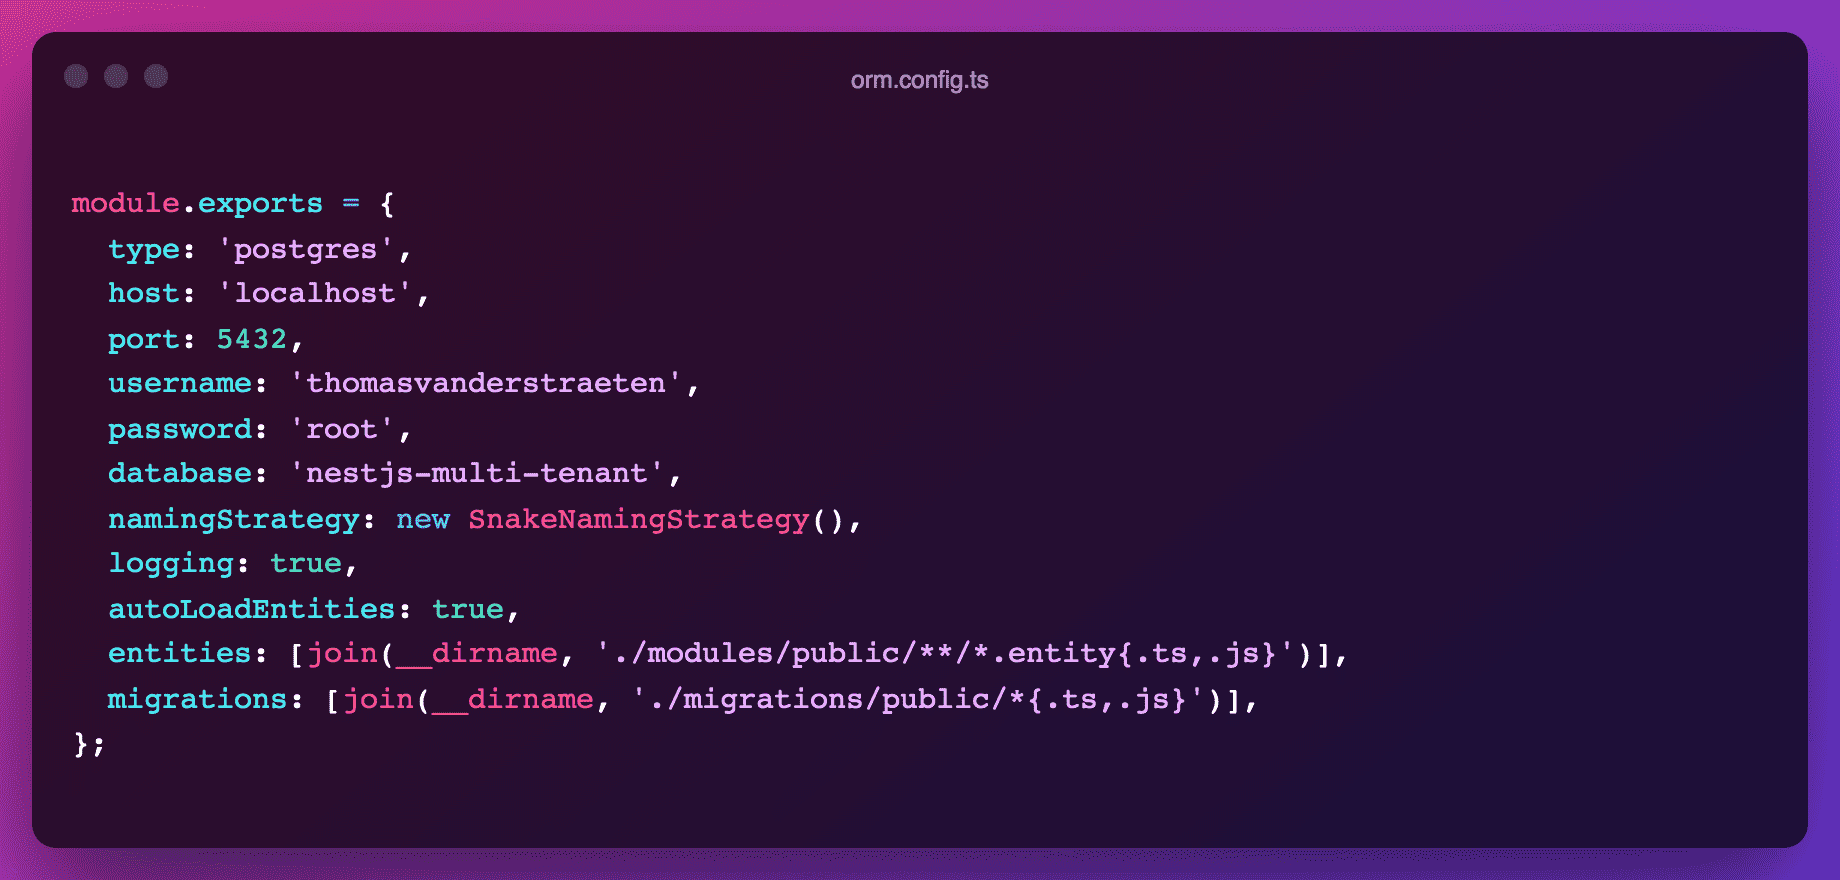 orm.config.ts
module.exports = {
  type: 'postgres',
  host: 'localhost',
  port: 5432,
  username: 'thomasvanderstraeten',
  password: 'root',
  database: 'nestjs-multi-tenant',
  namingStrategy: new SnakeNamingStrategy(),
  logging: true,
  autoLoadEntities: true,
  entities: [join(__dirname, './modules/public/**/*.entity{.ts,.js}')],
  migrations: [join(__dirname, './migrations/public/*{.ts,.js}')],
};